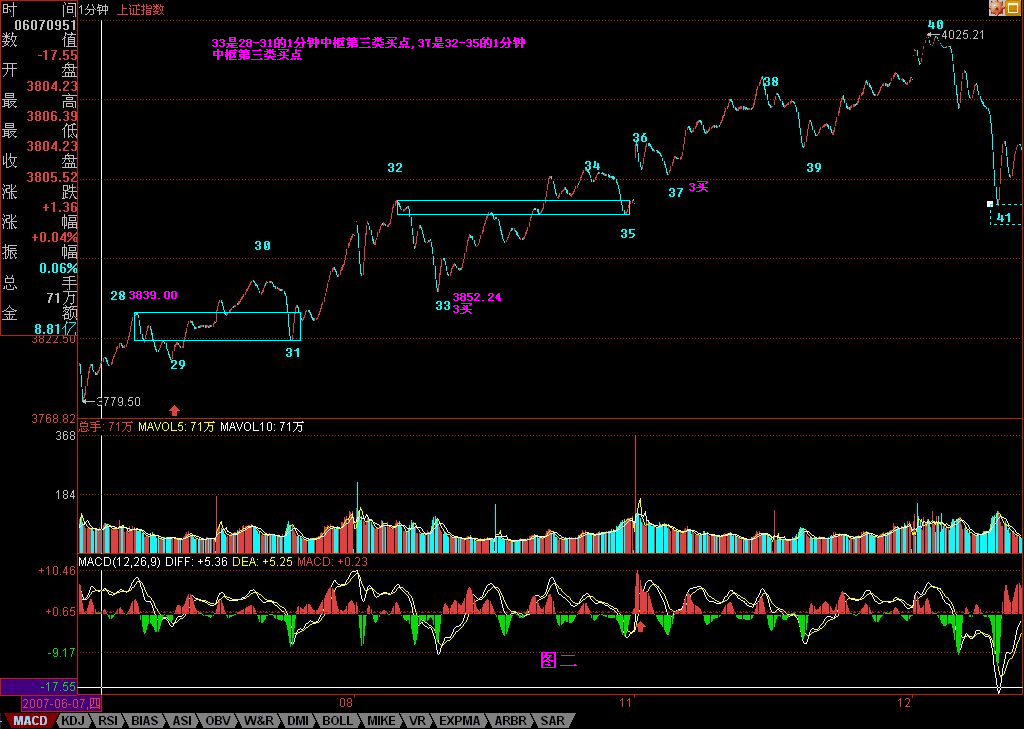 时 间 1分钟 上证指数
06070951
数 值
-17.55
开 盘
3804.23
最 高
3806.39
最 低
3804.23
收 盘
3805.52
涨 跌
+1.36
涨 幅
+0.04%
振 幅
0.06%
总 手
71万
金 额
8.81亿
3822.50
3768.82
33是28-31的1分钟中枢第三类买点,37是32-35的1分钟
中枢第三类买点
40
4025.21
38
36
39
32
34
37 3买
41
35
30
28 3839.00
3852.24
33 3买
31
29
3779.50
总手: 71万 MAVOL5: 71万 MAVOL10: 71万
368
184
MACD(12,26,9) DIFF: +5.36 DEA: +5.25 MACD: +0.23
+10.46
+0.65
-9.17
-17.55
图二
2007-06-07,四 08 11 12
MACD KDJ RSI BIAS ASI OBV W&R DMI BOLL MIKE VR EXPMA ARBR SAR